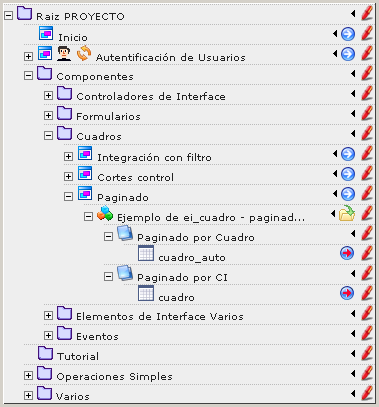 Raiz PROYECTO
Inicio
Autentificación de Usuarios
Componentes
Controladores de Interface
Formularios
Cuadros
Integración con filtro
Cortes control
Paginado
Ejemplo de ei_cuadro - paginad...
Paginado por Cuadro
cuadro_auto
Paginado por CI
cuadro
Elementos de Interface Varios
Eventos
Tutorial
Operaciones Simples
Varios